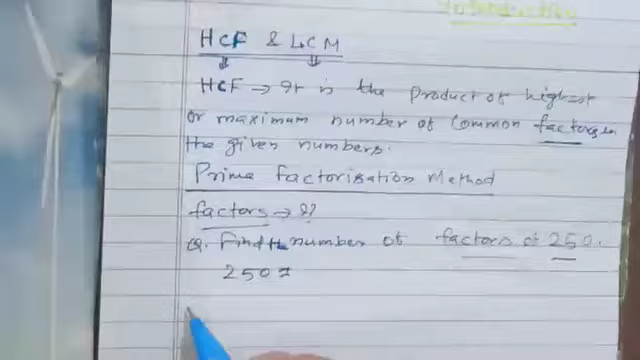 Introduction
HCF & LCM
HCF → It is the product of highest
or maximum number of common factors in
the given numbers.
Prime factorisation Method
factors → ??
Q. Find the number of factors of 250.
250